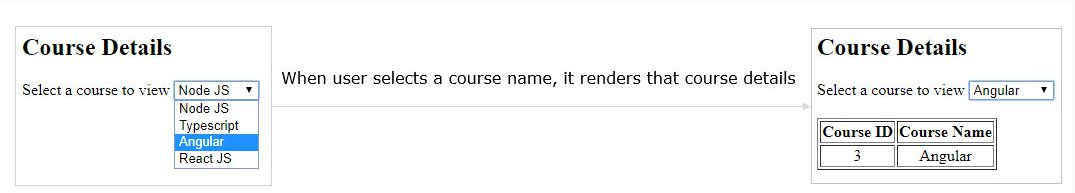 Course Details
Select a course to view Node JS
Node JS
Typescript
Angular
React JS
When user selects a course name, it renders that course details
Course Details
Select a course to view Angular
Course ID Course Name
3 Angular